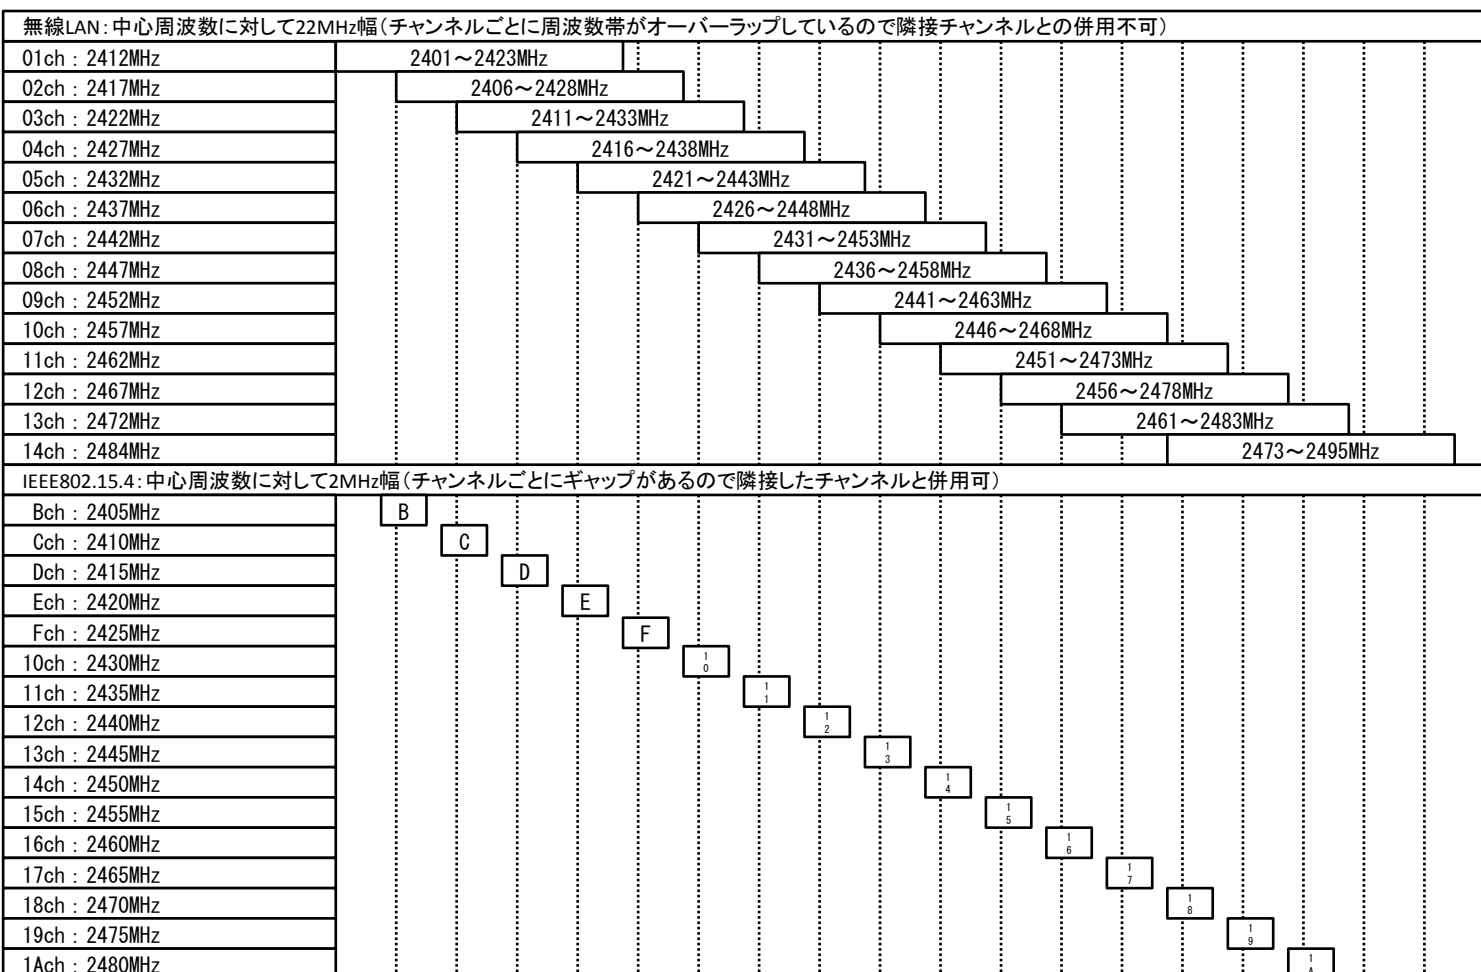 無線LAN:中心周波数に対して22MHz幅(チャンネルごとに周波数帯がオーバーラップしているので隣接チャンネルとの併用不可)
01ch : 2412MHz 2401～2423MHz
02ch : 2417MHz 2406～2428MHz
03ch : 2422MHz 2411～2433MHz
04ch : 2427MHz 2416～2438MHz
05ch : 2432MHz 2421～2443MHz
06ch : 2437MHz 2426～2448MHz
07ch : 2442MHz 2431～2453MHz
08ch : 2447MHz 2436～2458MHz
09ch : 2452MHz 2441～2463MHz
10ch : 2457MHz 2446～2468MHz
11ch : 2462MHz 2451～2473MHz
12ch : 2467MHz 2456～2478MHz
13ch : 2472MHz 2461～2483MHz
14ch : 2484MHz 2473～2495MHz
IEEE802.15.4:中心周波数に対して2MHz幅(チャンネルごとにギャップがあるので隣接したチャンネルと併用可)
Bch : 2405MHz B
Cch : 2410MHz C
Dch : 2415MHz D
Ech : 2420MHz E
Fch : 2425MHz F
10ch : 2430MHz 10
11ch : 2435MHz 11
12ch : 2440MHz 12
13ch : 2445MHz 13
14ch : 2450MHz 14
15ch : 2455MHz 15
16ch : 2460MHz 16
17ch : 2465MHz 17
18ch : 2470MHz 18
19ch : 2475MHz 19
1Ach : 2480MHz 1A